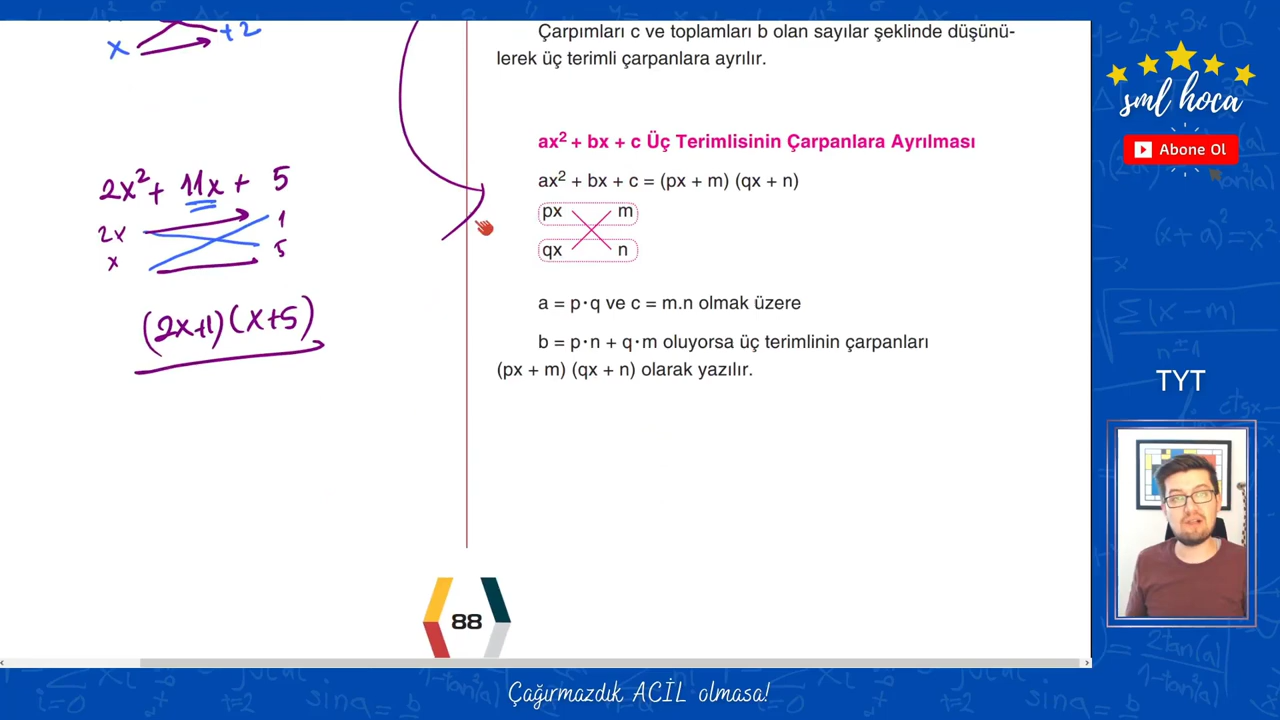 x +2
2x² + 11x + 5
2x 1
x 5
(2x+1)(x+5)
Çarpımları c ve toplamları b olan sayılar şeklinde düşünü-
lerek üç terimli çarpanlara ayrılır.
ax² + bx + c Üç Terimlisinin Çarpanlara Ayrılması
ax² + bx + c = (px + m) (qx + n)
px m
qx n
a = p·q ve c = m.n olmak üzere
b = p·n + q·m oluyorsa üç terimlinin çarpanları
(px + m) (qx + n) olarak yazılır.
88
sml hoca
Abone Ol
TYT
Çağırmazdık ACİL olmasa!